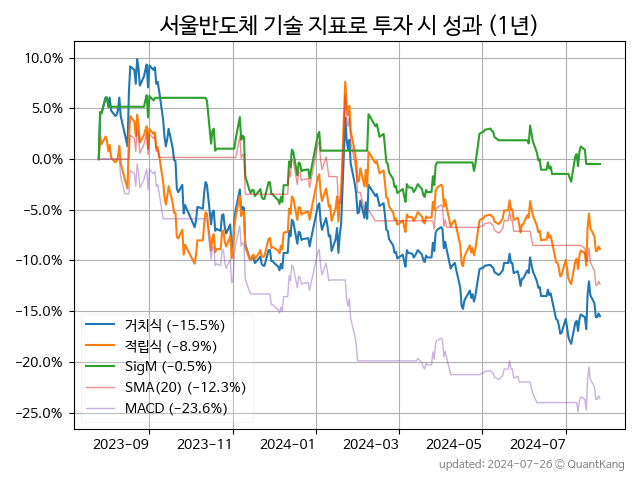 서울반도체 기술 지표로 투자 시 성과 (1년)
10.0%
5.0%
0.0%
−5.0%
−10.0%
−15.0%
−20.0%
−25.0%
거치식 (−15.5%)
적립식 (−8.9%)
SigM (−0.5%)
SMA(20) (−12.3%)
MACD (−23.6%)
2023-09 2023-11 2024-01 2024-03 2024-05 2024-07
updated: 2024-07-26 © QuantKang